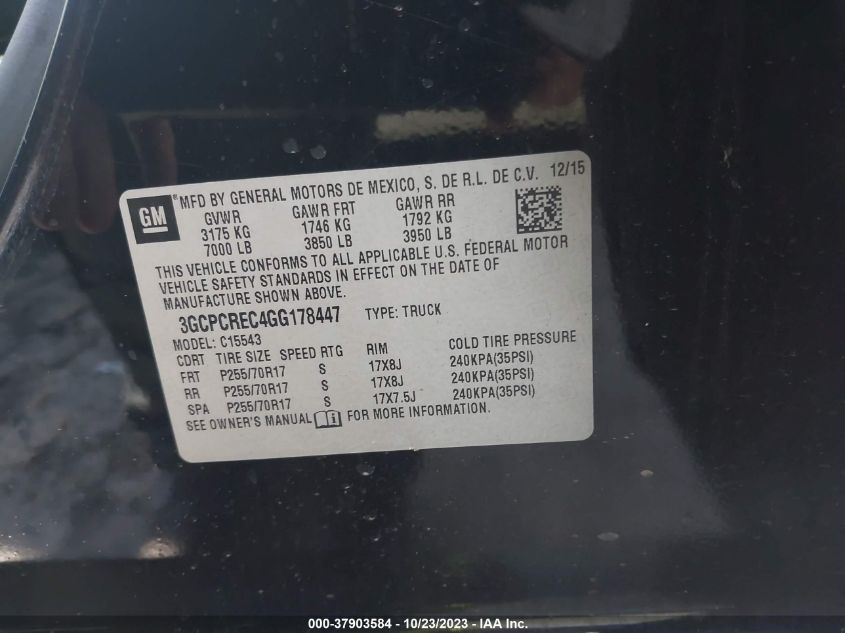 GM
MFD BY GENERAL MOTORS DE MEXICO, S. DE R.L. DE C.V. 12/15
GVWR GAWR FRT GAWR RR
3175 KG 1746 KG 1792 KG
7000 LB 3850 LB 3950 LB
THIS VEHICLE CONFORMS TO ALL APPLICABLE U.S. FEDERAL MOTOR
VEHICLE SAFETY STANDARDS IN EFFECT ON THE DATE OF
MANUFACTURE SHOWN ABOVE.
3GCPCREC4GG178447 TYPE: TRUCK
MODEL: C15543
CDRT TIRE SIZE SPEED RTG RIM COLD TIRE PRESSURE
FRT P255/70R17 S 17X8J 240KPA(35PSI)
RR P255/70R17 S 17X8J 240KPA(35PSI)
SPA P255/70R17 S 17X7.5J 240KPA(35PSI)
SEE OWNER'S MANUAL FOR MORE INFORMATION.
000-37903584 - 10/23/2023 - IAA Inc.